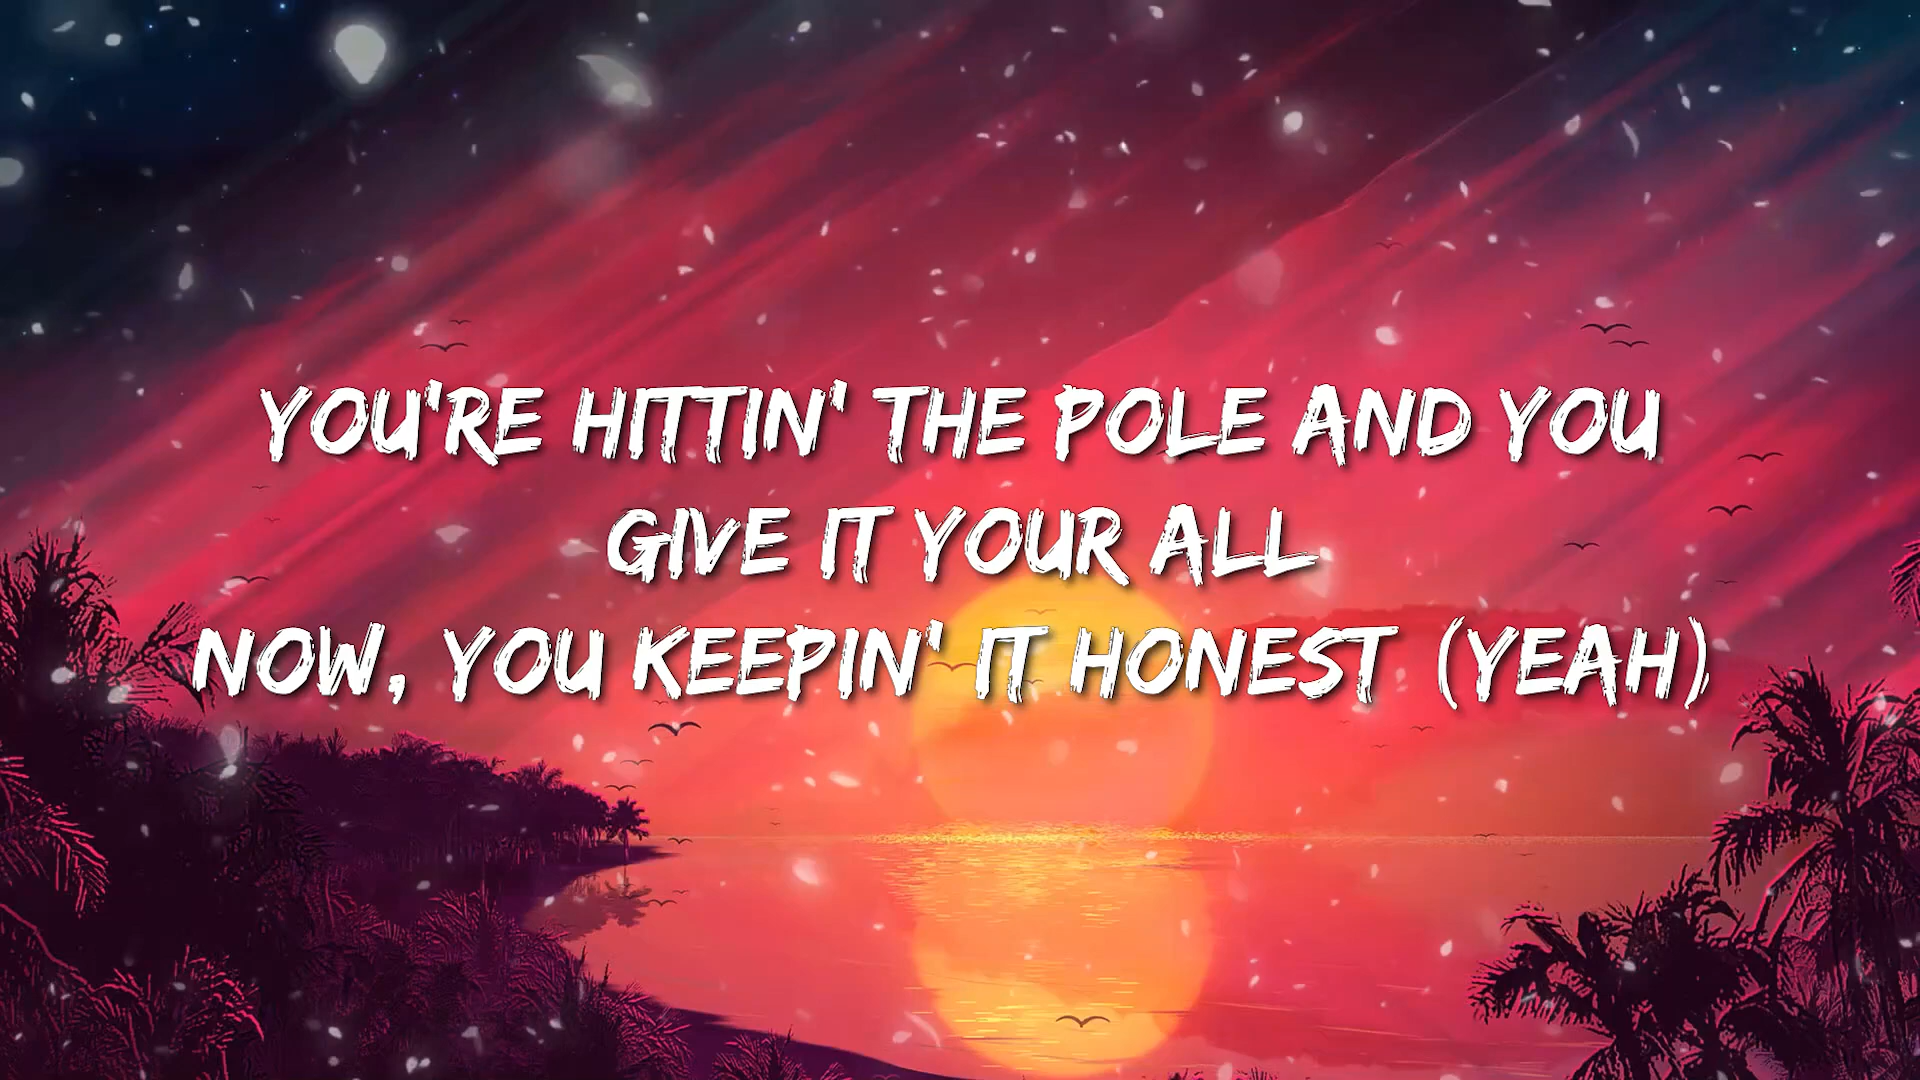 YOU'RE HITTIN' THE POLE AND YOU
GIVE IT YOUR ALL
NOW, YOU KEEPIN' IT HONEST (YEAH)